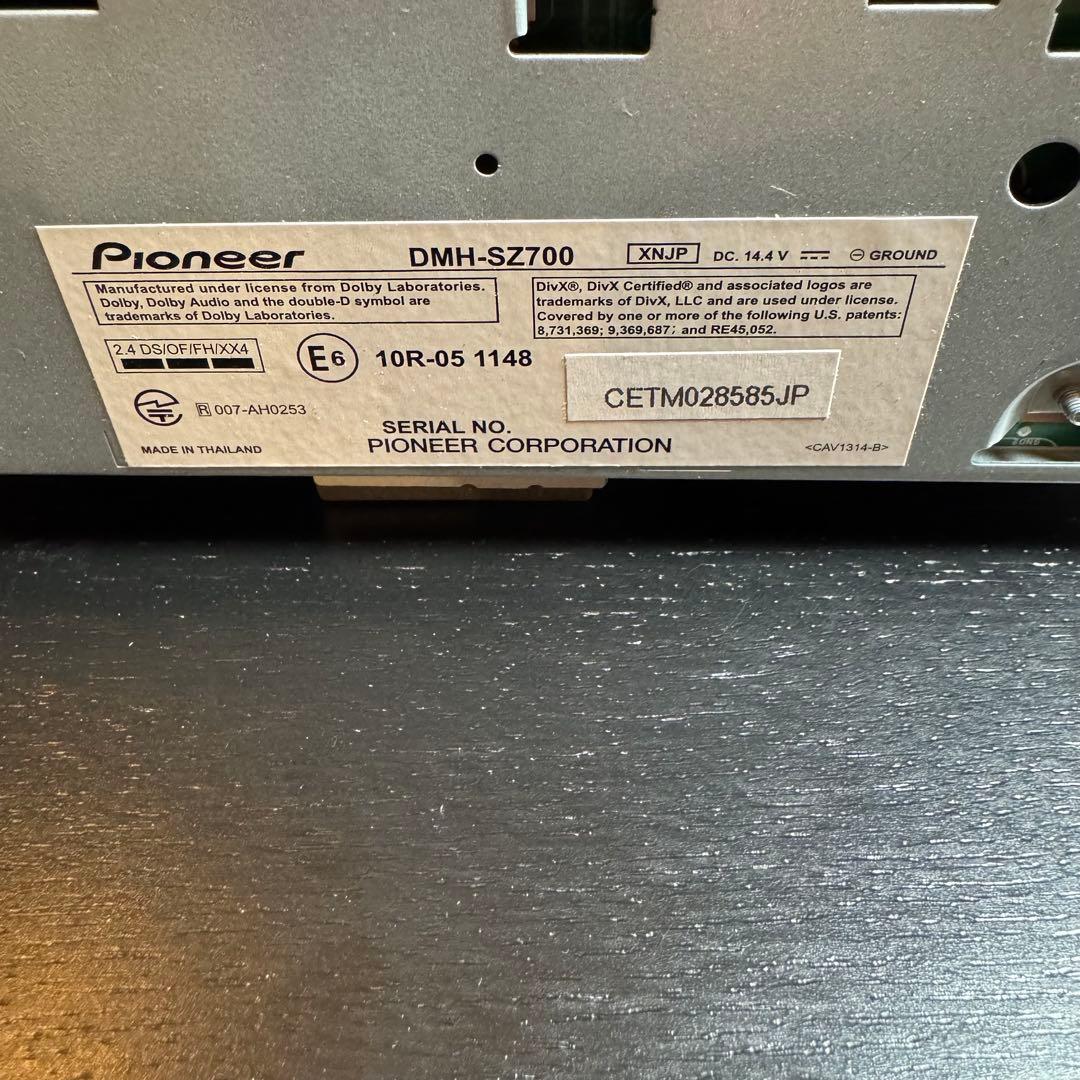 Pioneer DMH-SZ700 XNJP DC. 14.4 V ⎓ ⊖ GROUND
Manufactured under license from Dolby Laboratories.
Dolby, Dolby Audio and the double-D symbol are
trademarks of Dolby Laboratories.
DivX®, DivX Certified® and associated logos are
trademarks of DivX, LLC and are used under license.
Covered by one or more of the following U.S. patents:
8,731,369; 9,369,687; and RE45,052.
2.4 DS/OF/FH/XX4
E6 10R-05 1148
CETM028585JP
R 007-AH0253
SERIAL NO.
MADE IN THAILAND
PIONEER CORPORATION
<CAV1314-B>